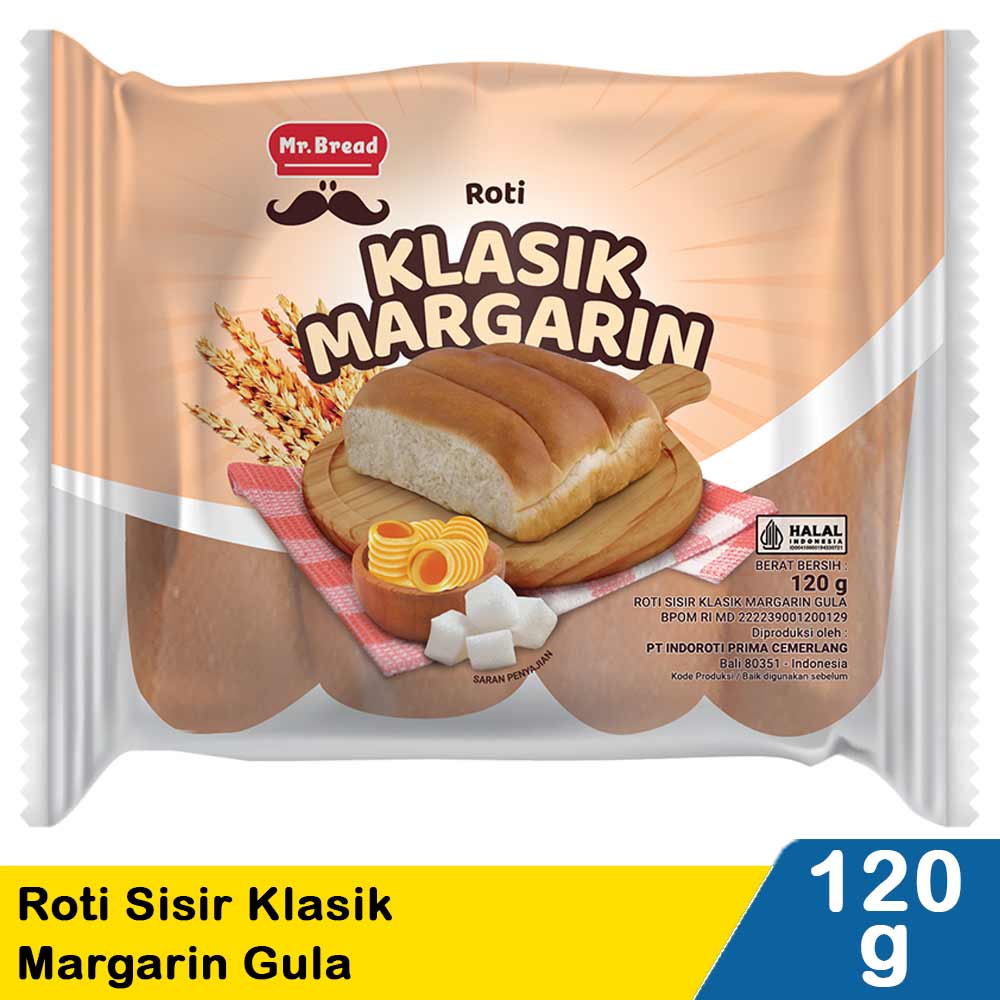 Mr. Bread
Roti
KLASIK
MARGARIN
HALAL
INDONESIA
BERAT BERSIH :
120 g
ROTI SISIR KLASIK MARGARIN GULA
BPOM RI MD 222239001200129
Diproduksi oleh :
PT INDOROTI PRIMA CEMERLANG
Bali 80351 - Indonesia
Kode Produksi / Baik digunakan sebelum
SARAN PENYAJIAN
Roti Sisir Klasik
Margarin Gula
120
g